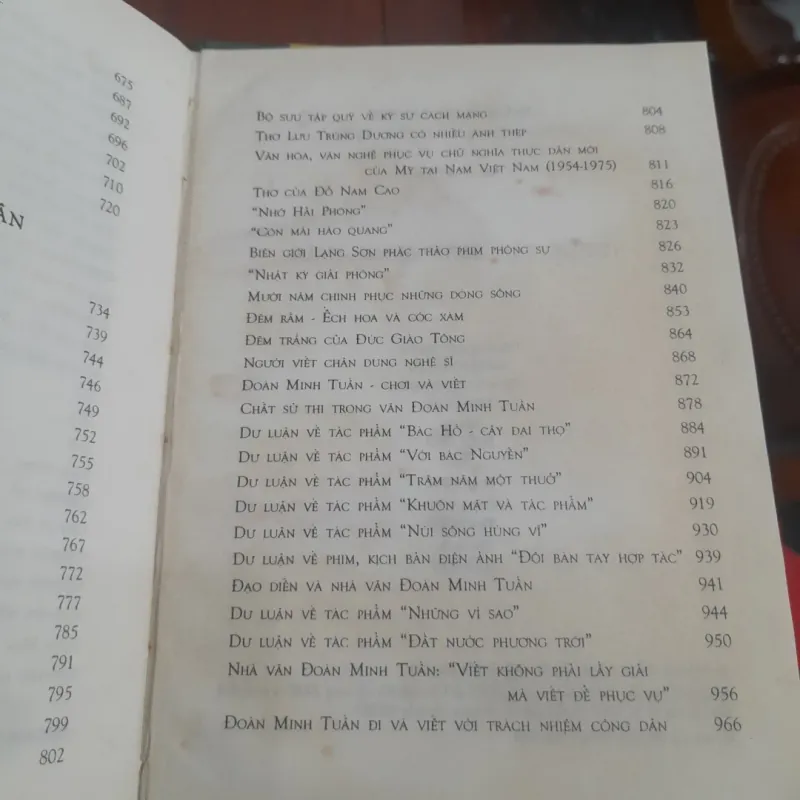 675
687
692
696
702
710
720
ÂN
734
739
744
746
749
752
755
758
762
767
772
777
785
791
795
799
802
Bộ sưu tập quý về ký sự cách mạng 804
Thơ Lưu Trùng Dương có nhiều ánh thép 808
Văn hóa, văn nghệ phục vụ chủ nghĩa thực dân mới
của Mỹ tại Nam Việt Nam (1954-1975) 811
Thơ của Đỗ Nam Cao 816
“Nhớ Hải Phòng” 820
“Còn mãi hào quang” 823
Biên giới Lạng Sơn phác thảo phim phóng sự 826
“Nhật ký giải phóng” 832
Mười năm chinh phục những dòng sông 840
Đêm rằm - Ếch hoa và cóc xám 853
Đêm trắng của Đức Giáo Tông 864
Người viết chân dung nghệ sĩ 868
Đoàn Minh Tuấn - chơi và viết 872
Chất sử thi trong văn Đoàn Minh Tuấn 878
Dư luận về tác phẩm “Bác Hồ - cây đại thọ” 884
Dư luận về tác phẩm “Với bác Nguyễn” 891
Dư luận về tác phẩm “Trăm năm một thuở” 904
Dư luận về tác phẩm “Khuôn mặt và tác phẩm” 919
Dư luận về tác phẩm “Núi sông hùng vĩ” 930
Dư luận về phim, kịch bản điện ảnh “Đôi bàn tay hợp tác” 939
Đạo diễn và nhà văn Đoàn Minh Tuấn 941
Dư luận về tác phẩm “Những vì sao” 944
Dư luận về tác phẩm “Đất nước phương trời” 950
Nhà văn Đoàn Minh Tuấn: “Viết không phải lấy giải
mà viết để phục vụ” 956
Đoàn Minh Tuấn đi và viết với trách nhiệm công dân 966